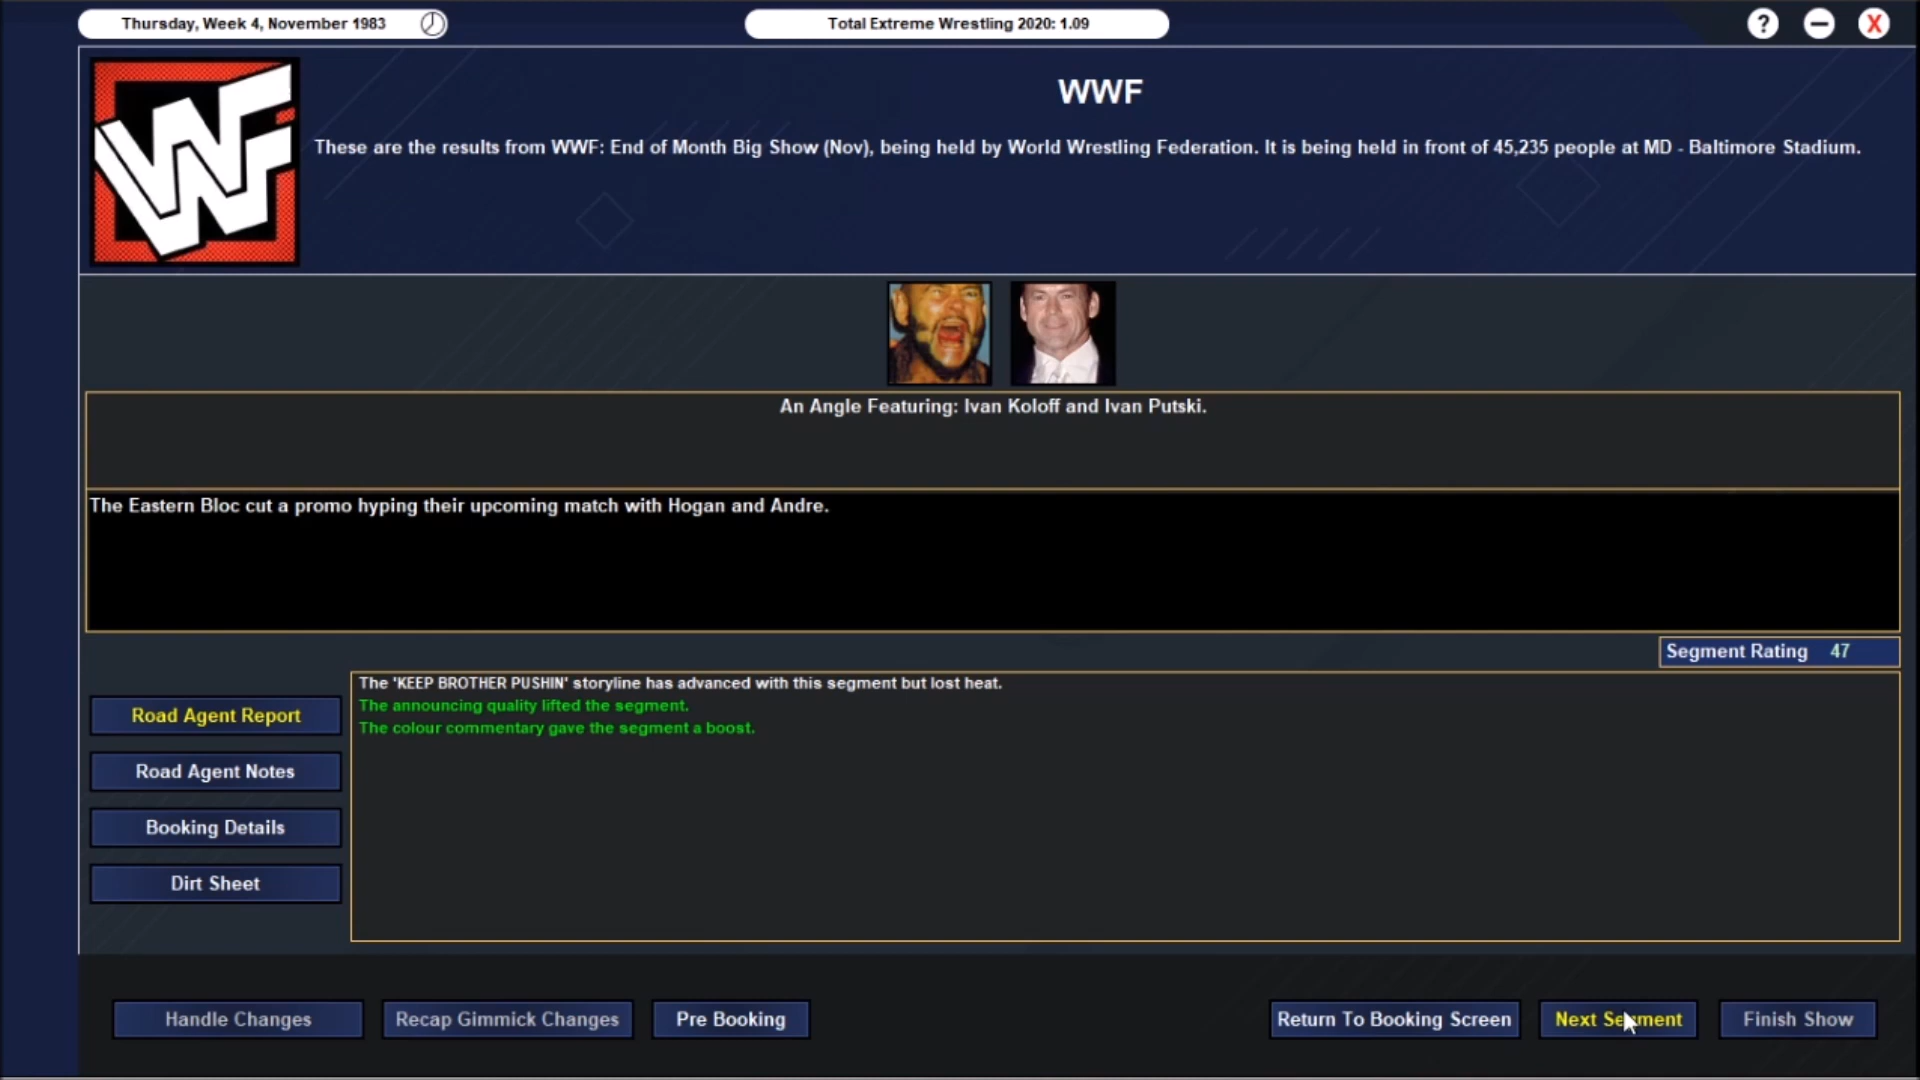 Thursday, Week 4, November 1983
Total Extreme Wrestling 2020: 1.09
?
X
WF
WWF
These are the results from WWF: End of Month Big Show (Nov), being held by World Wrestling Federation. It is being held in front of 45,235 people at MD - Baltimore Stadium.
An Angle Featuring: Ivan Koloff and Ivan Putski.
The Eastern Bloc cut a promo hyping their upcoming match with Hogan and Andre.
Segment Rating 47
The 'KEEP BROTHER PUSHIN' storyline has advanced with this segment but lost heat.
The announcing quality lifted the segment.
The colour commentary gave the segment a boost.
Road Agent Report
Road Agent Notes
Booking Details
Dirt Sheet
Handle Changes
Recap Gimmick Changes
Pre Booking
Return To Booking Screen
Next Segment
Finish Show